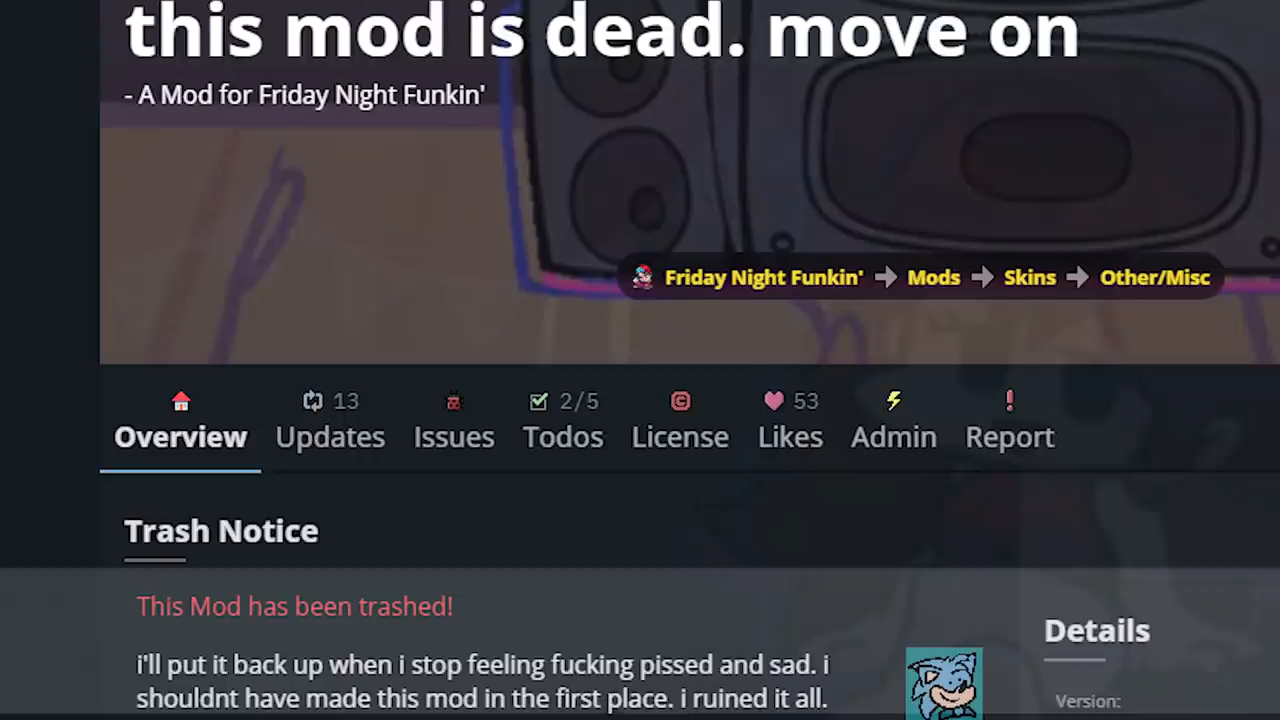 this mod is dead. move on
- A Mod for Friday Night Funkin'
Friday Night Funkin' Mods Skins Other/Misc
13 2/5 53
Overview Updates Issues Todos License Likes Admin Report
Trash Notice
This Mod has been trashed!
i'll put it back up when i stop feeling fucking pissed and sad. i
shouldnt have made this mod in the first place. i ruined it all.
Details
Version: